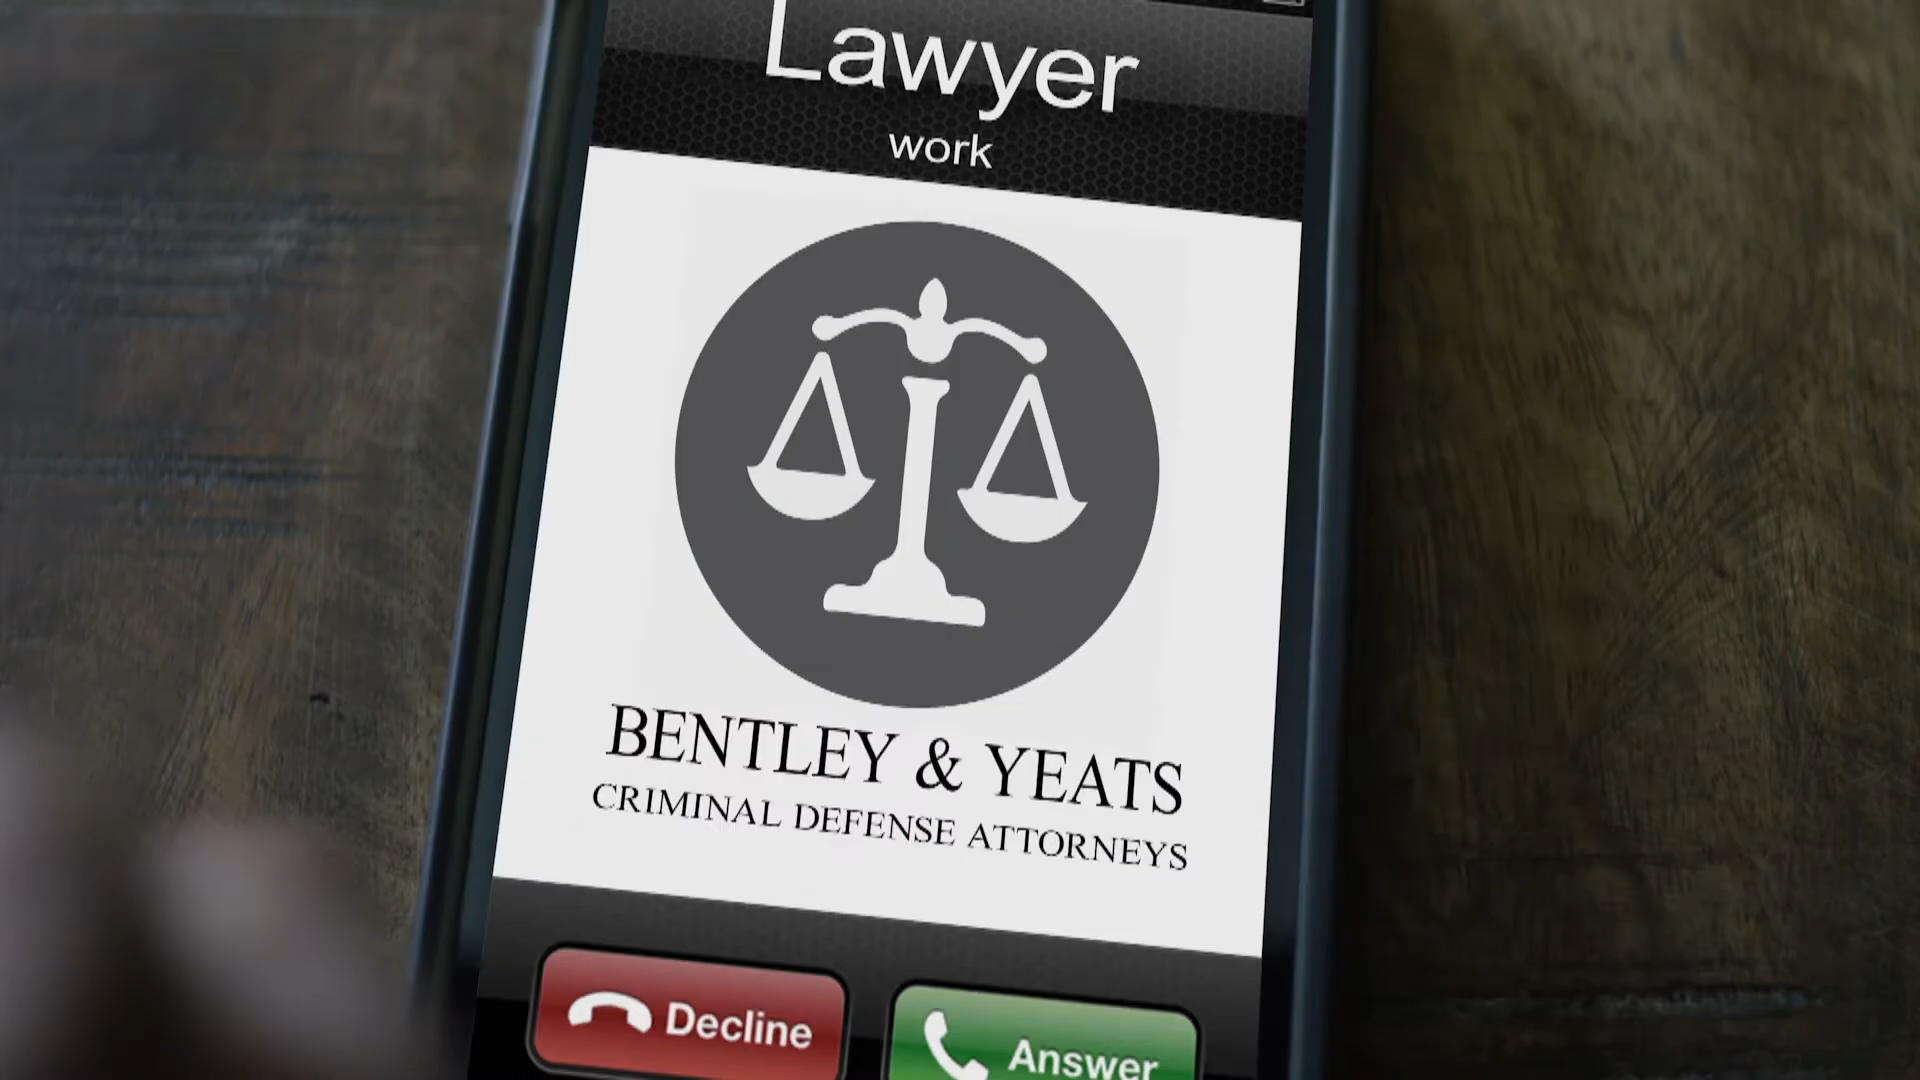 Lawyer
work
BENTLEY & YEATS
CRIMINAL DEFENSE ATTORNEYS
Decline
Answer